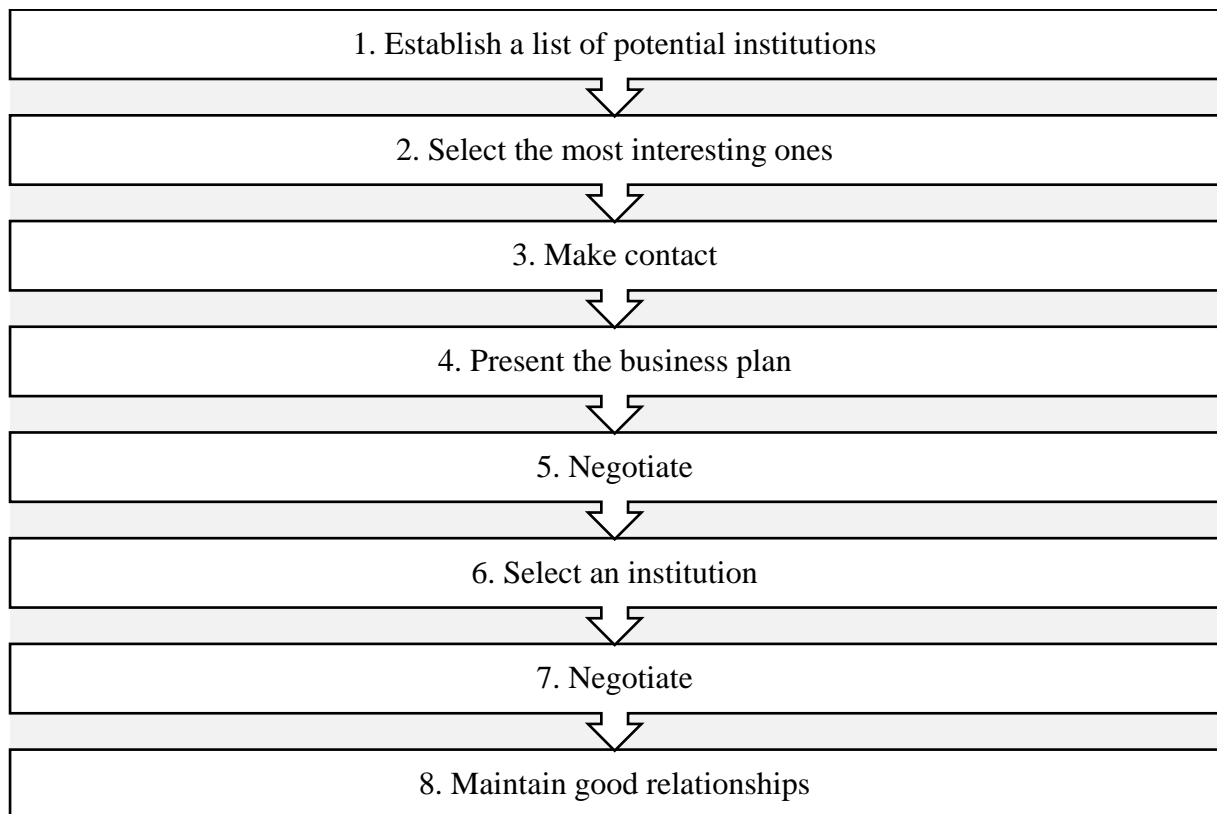 1. Establish a list of potential institutions
2. Select the most interesting ones
3. Make contact
4. Present the business plan
5. Negotiate
6. Select an institution
7. Negotiate
8. Maintain good relationships